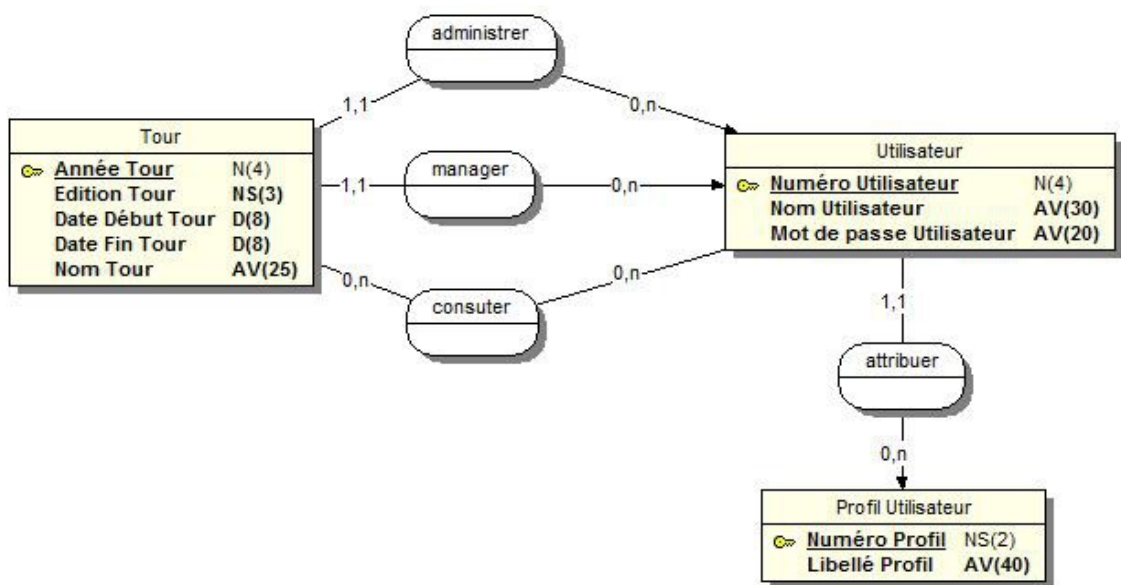 administrer
1,1
0,n
Tour
Année Tour N(4)
Edition Tour NS(3)
Date Début Tour D(8)
Date Fin Tour D(8)
Nom Tour AV(25)
1,1
manager
0,n
Utilisateur
Numéro Utilisateur N(4)
Nom Utilisateur AV(30)
Mot de passe Utilisateur AV(20)
0,n
consuter
0,n
1,1
attribuer
0,n
Profil Utilisateur
Numéro Profil NS(2)
Libellé Profil AV(40)